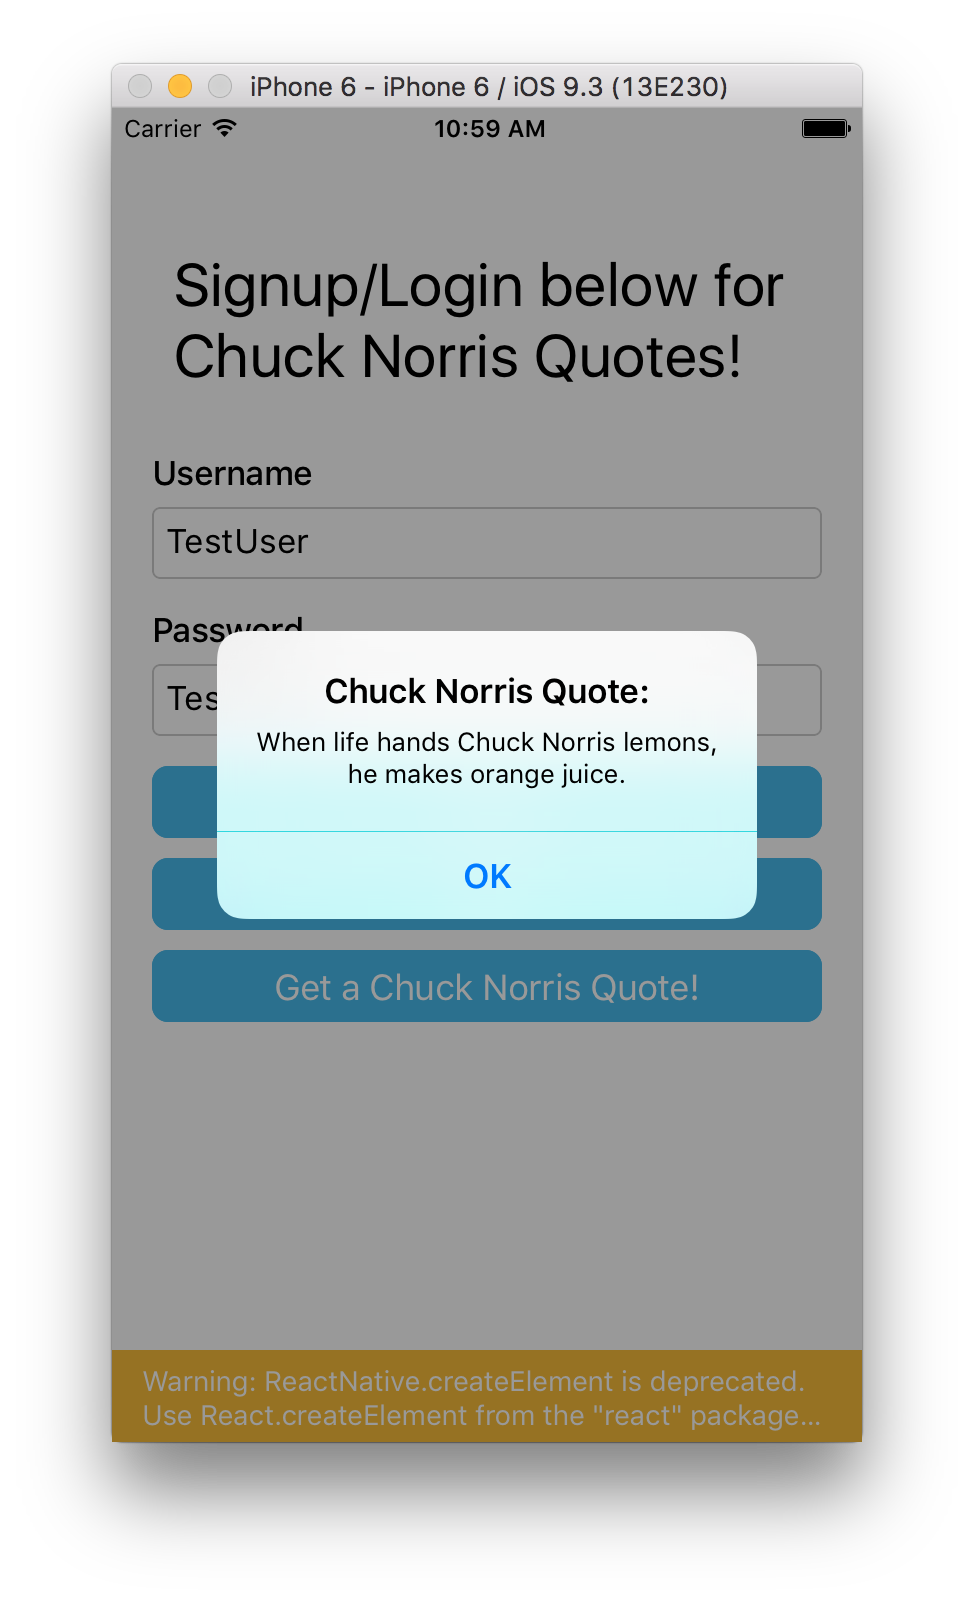 iPhone 6 - iPhone 6 / iOS 9.3 (13E230)
Carrier 10:59 AM
Signup/Login below for
Chuck Norris Quotes!
Username
TestUser
Password
Tes
Chuck Norris Quote:
When life hands Chuck Norris lemons,
he makes orange juice.
OK
Get a Chuck Norris Quote!
Warning: ReactNative.createElement is deprecated.
Use React.createElement from the "react" package...